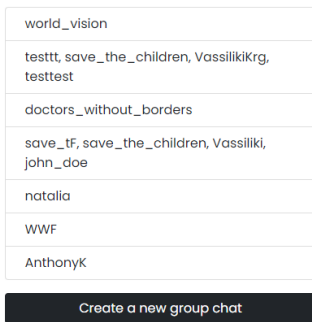 world_vision
testtt, save_the_children, VassilikiKrg,
testtest
doctors_without_borders
save_tF, save_the_children, Vassiliki,
john_doe
natalia
WWF
AnthonyK
Create a new group chat